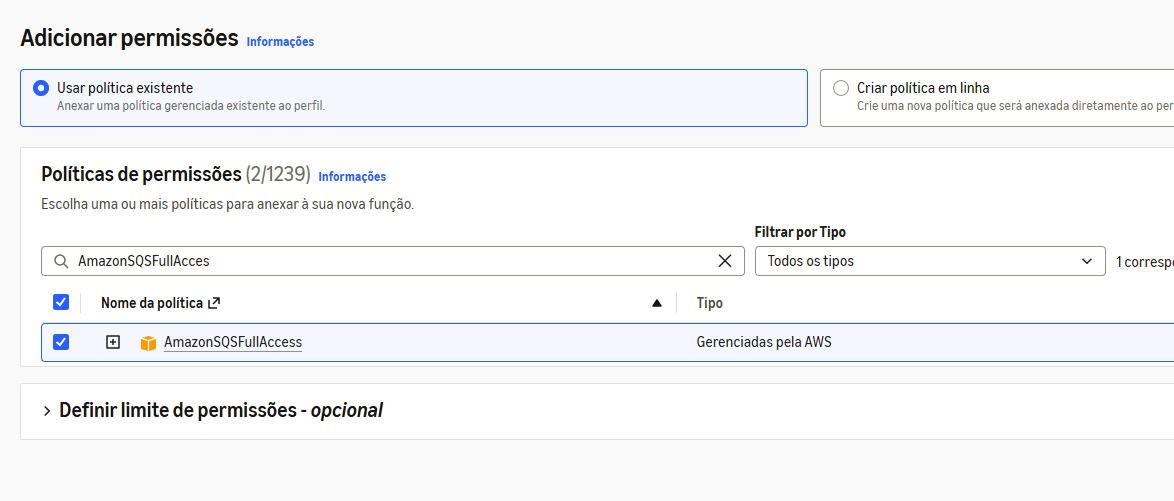 Adicionar permissões Informações
Usar política existente
Anexar uma política gerenciada existente ao perfil.
Criar política em linha
Crie uma nova política que será anexada diretamente ao per
Políticas de permissões (2/1239) Informações
Escolha uma ou mais políticas para anexar à sua nova função.
Filtrar por Tipo
AmazonSQSFullAcces
Todos os tipos
1 corresp
Nome da política
Tipo
AmazonSQSFullAccess
Gerenciadas pela AWS
Definir limite de permissões - opcional